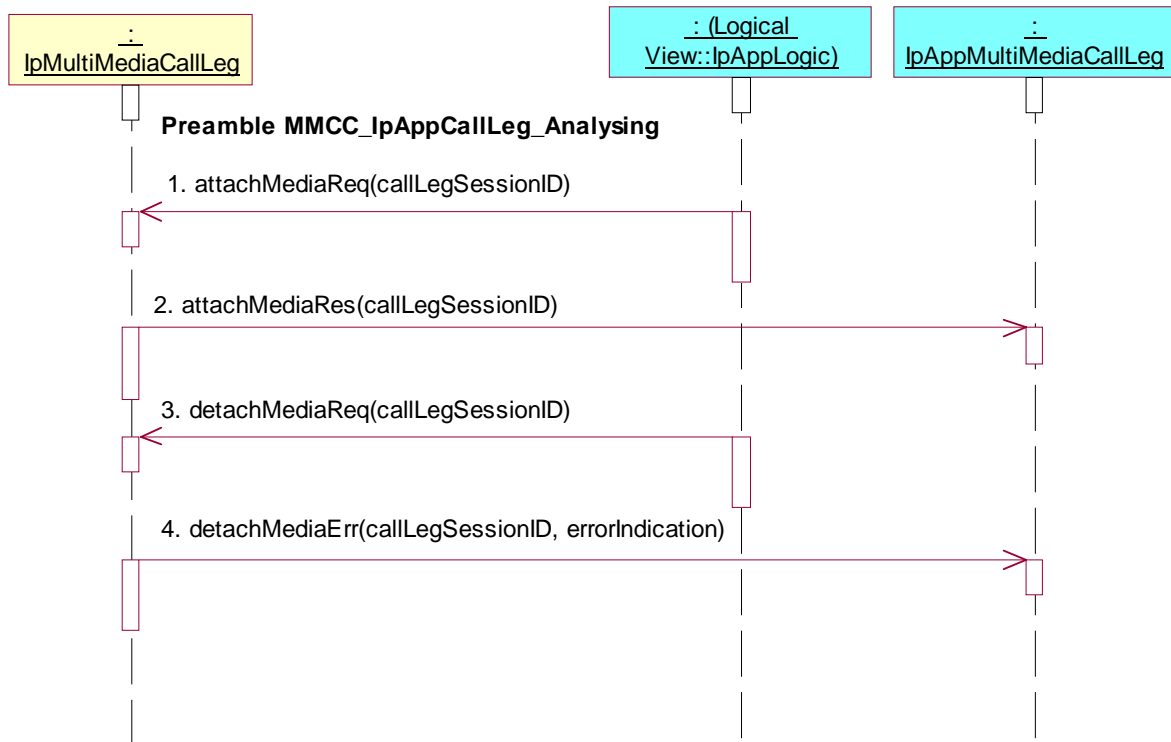 :
IpMultiMediaCallLeg
: (Logical
View::IpAppLogic)
:
IpAppMultiMediaCallLeg
Preamble MMCC_IpAppCallLeg_Analysing
1. attachMediaReq(callLegSessionID)
2. attachMediaRes(callLegSessionID)
3. detachMediaReq(callLegSessionID)
4. detachMediaErr(callLegSessionID, errorIndication)